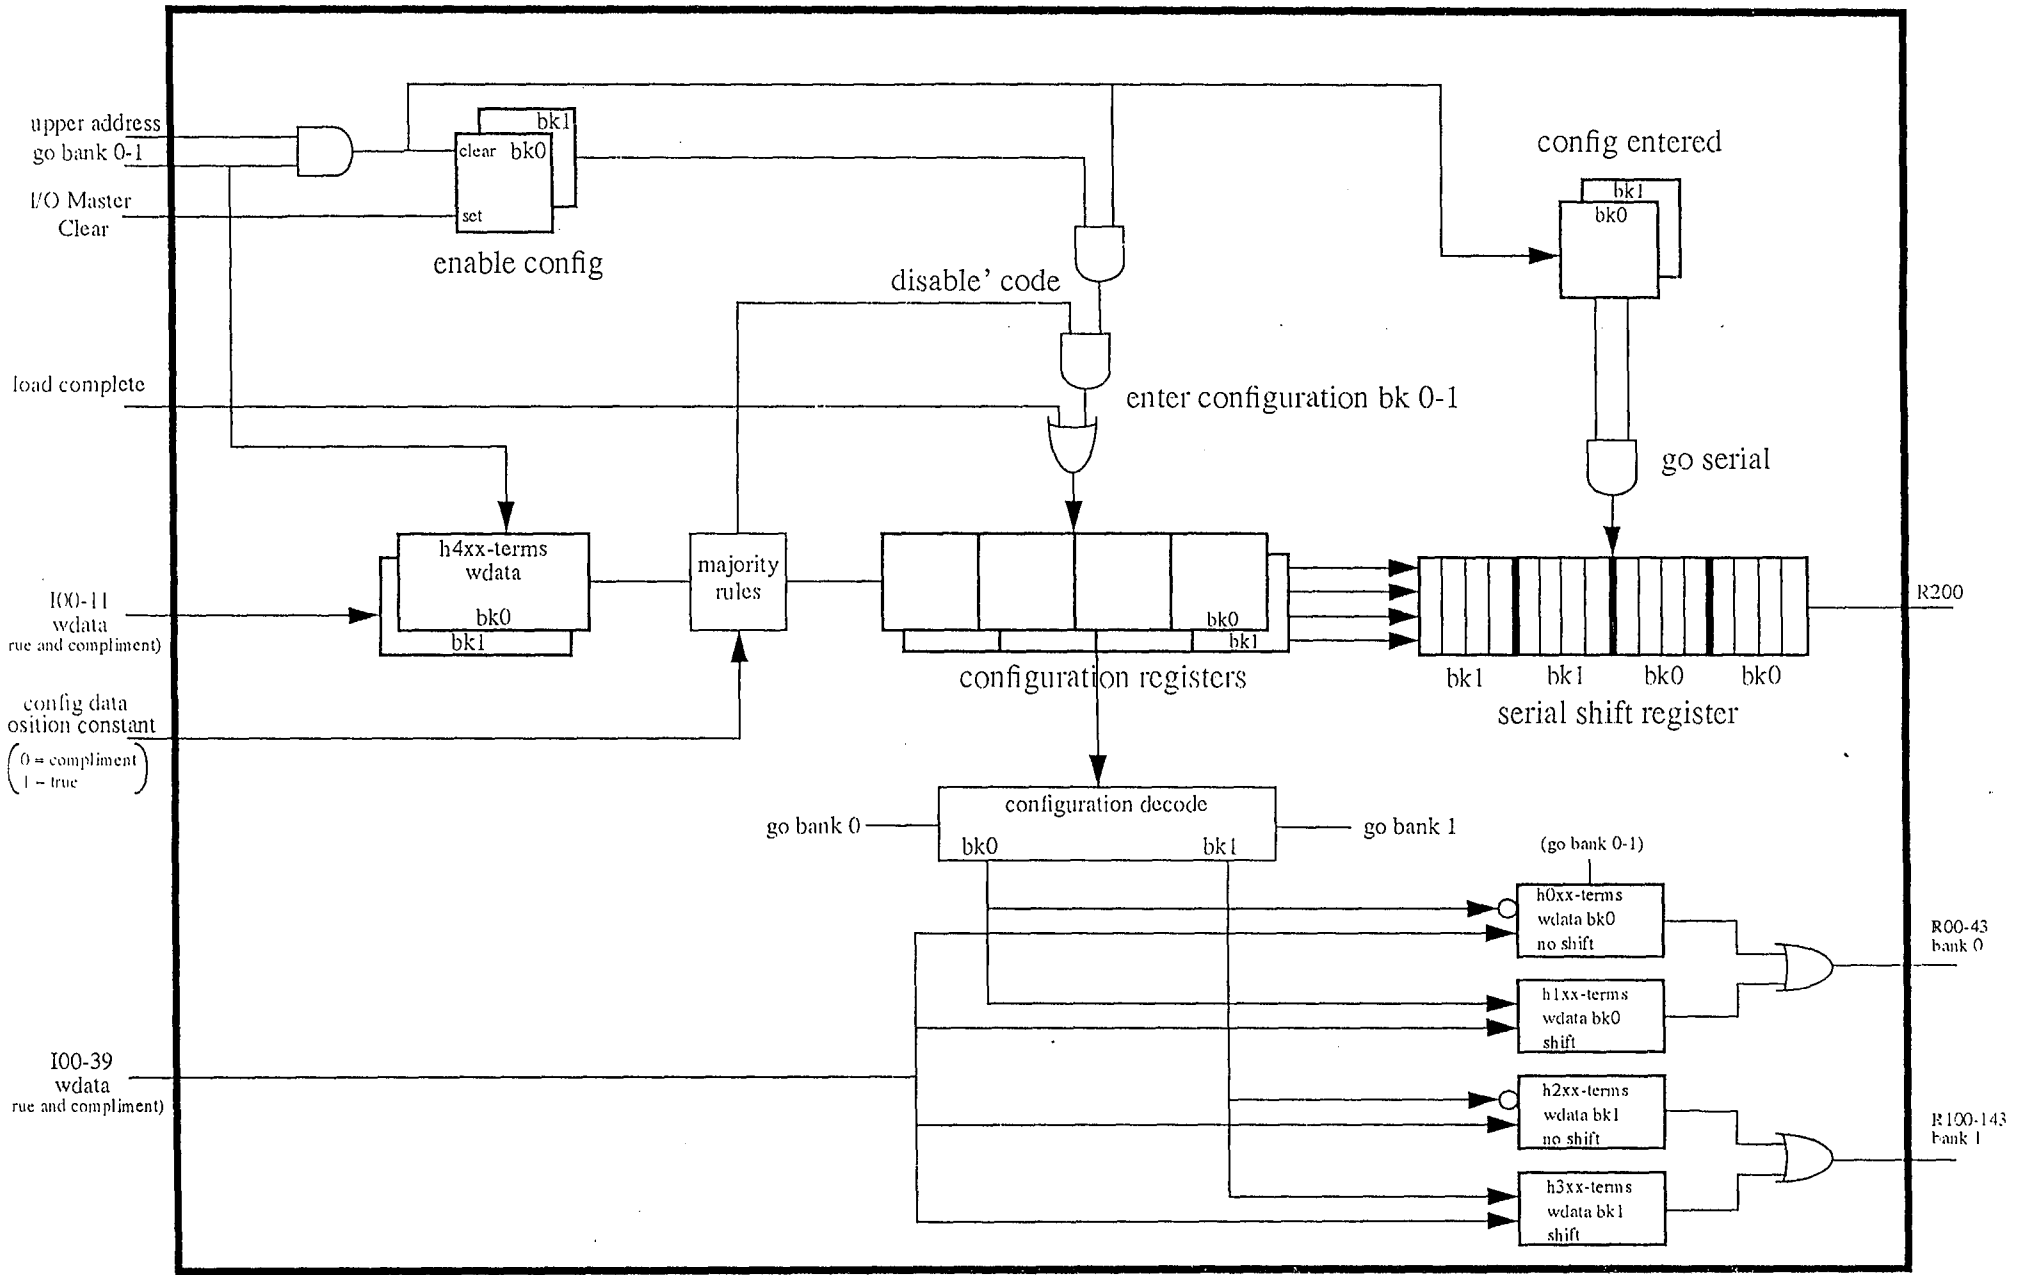 upper address
go bank 0-1
I/O Master
Clear
clear
bk0
bk1
set
enable config
disable' code
config entered
bk1
bk0
load complete
enter configuration bk 0-1
go serial
h4xx-terms
wdata
bk0
bk1
majority
rules
bk0
bk1
configuration registers
I00-11
wdata
rue and compliment)
R200
bk1
bk1
bk0
bk0
serial shift register
config data
osition constant
0 = compliment
1 = true
configuration decode
go bank 0
go bank 1
bk0
bk1
(go bank 0-1)
h0xx-terms
wdata bk0
no shift
R00-43
bank 0
h1xx-terms
wdata bk0
shift
I00-39
wdata
rue and compliment)
h2xx-terms
wdata bk1
no shift
R100-143
bank 1
h3xx-terms
wdata bk1
shift